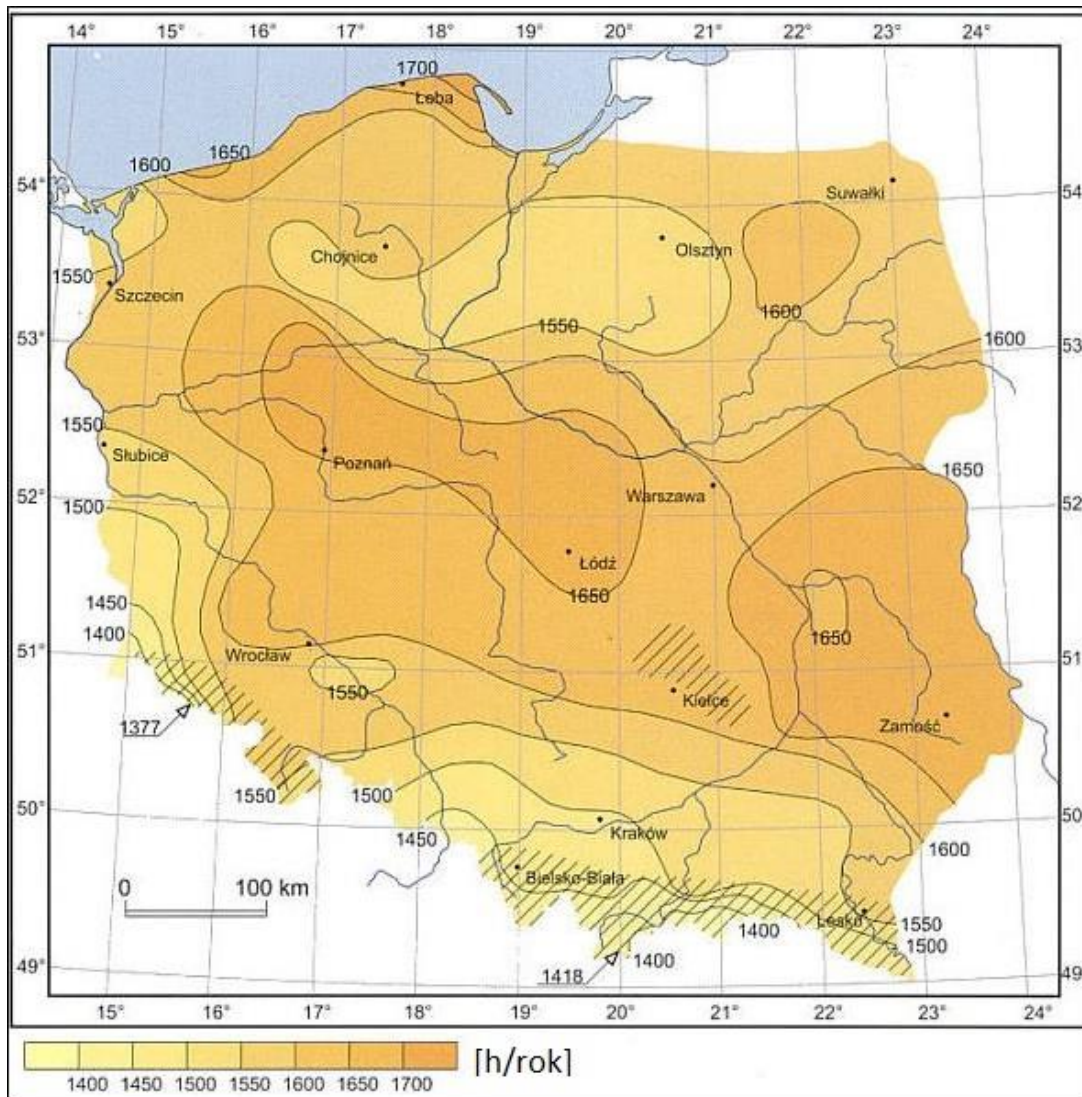 14° 15° 16° 17° 18° 19° 20° 21° 22° 23° 24°
1700
Łeba
1600
1650
54°
54°
Suwałki
Chojnice
Olsztyn
1550
Szczecin
1600
1550
53°
1600
53°
1550
Słubice
Poznań
1650
Warszawa
52°
1500
52°
Łódź
1650
1450
1400
1650
51°
Wrocław
51°
1550
Kielce
Zamość
1377
1550
1500
50°
50°
Kraków
1450
1600
Bielsko-Biała
0 100 km
Lesko
1550
1400
1500
1400
49°
49°
1418
15° 16° 17° 18° 19° 20° 21° 22° 23° 24°
[h/rok]
1400 1450 1500 1550 1600 1650 1700